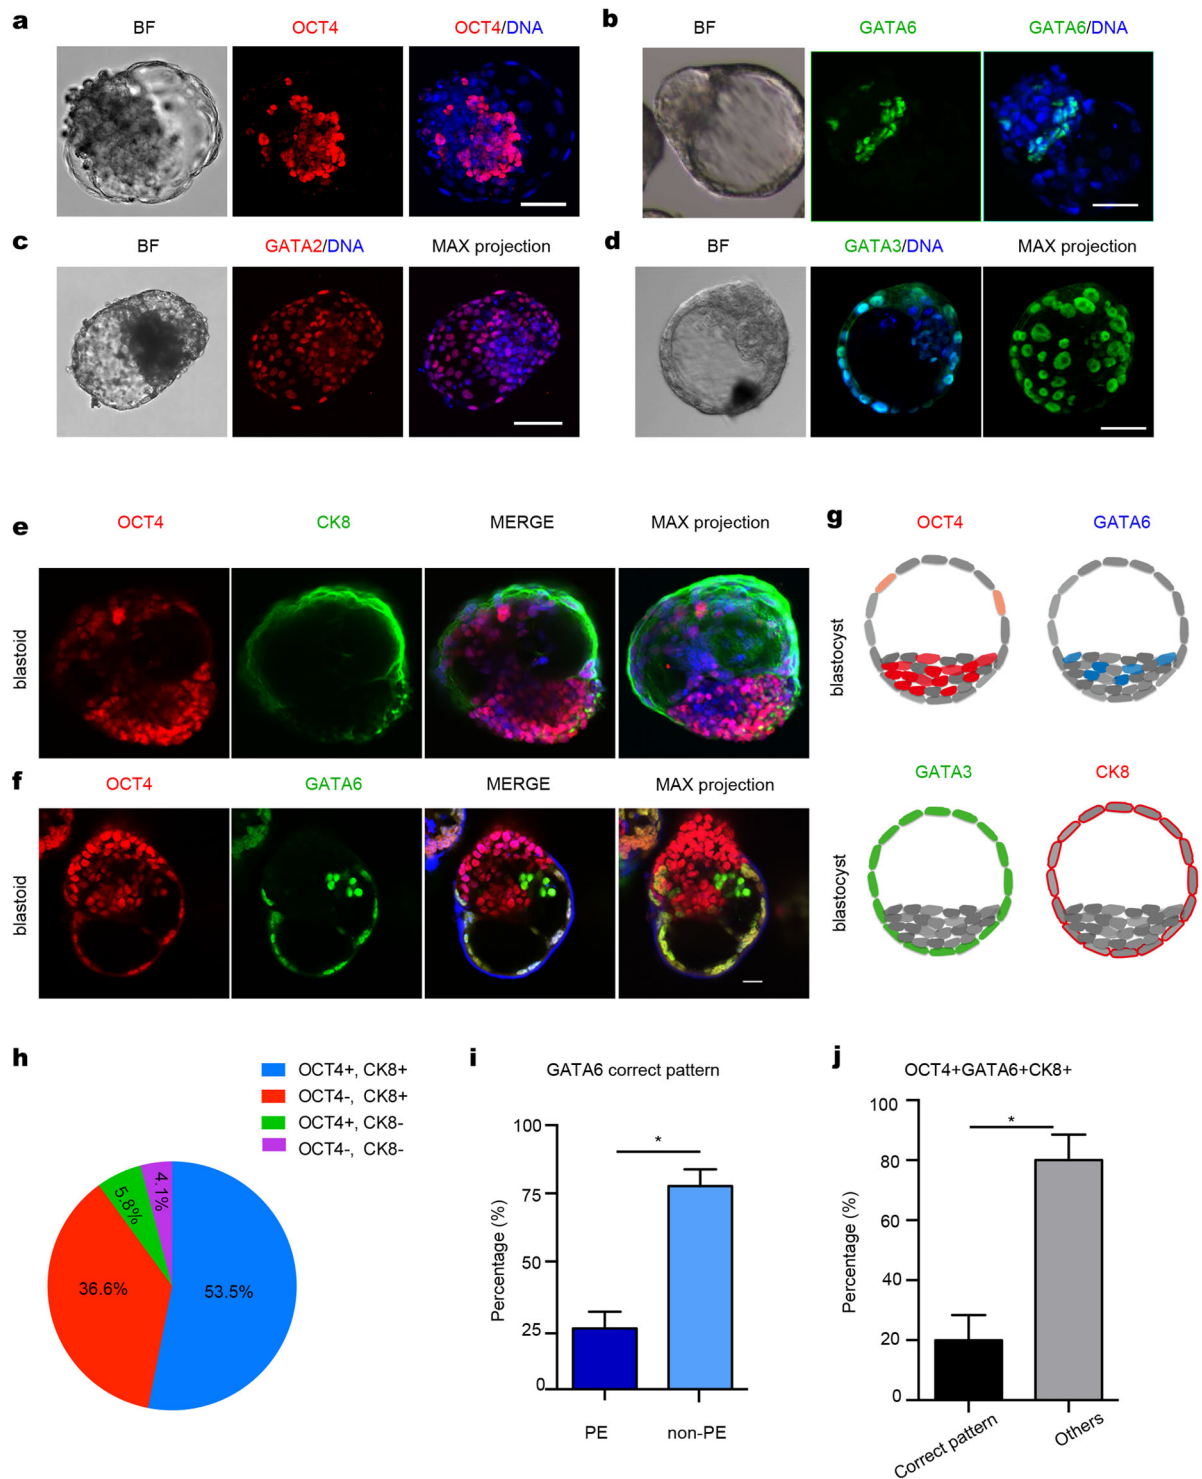 a
BF
OCT4
OCT4/DNA
b
BF
GATA6
GATA6/DNA
c
BF
GATA2/DNA
MAX projection
d
BF
GATA3/DNA
MAX projection
e
OCT4
CK8
MERGE
MAX projection
blastoid
f
OCT4
GATA6
MERGE
MAX projection
blastoid
g
OCT4
GATA6
blastocyst
GATA3
CK8
blastocyst
h
OCT4+, CK8+
OCT4-, CK8+
OCT4+, CK8-
OCT4-, CK8-
4.1%
5.8%
36.6%
53.5%
i
GATA6 correct pattern
Percentage (%)
100
75
50
25
0
*
PE
non-PE
j
OCT4+GATA6+CK8+
Percentage (%)
100
80
60
40
20
0
*
Correct pattern
Others